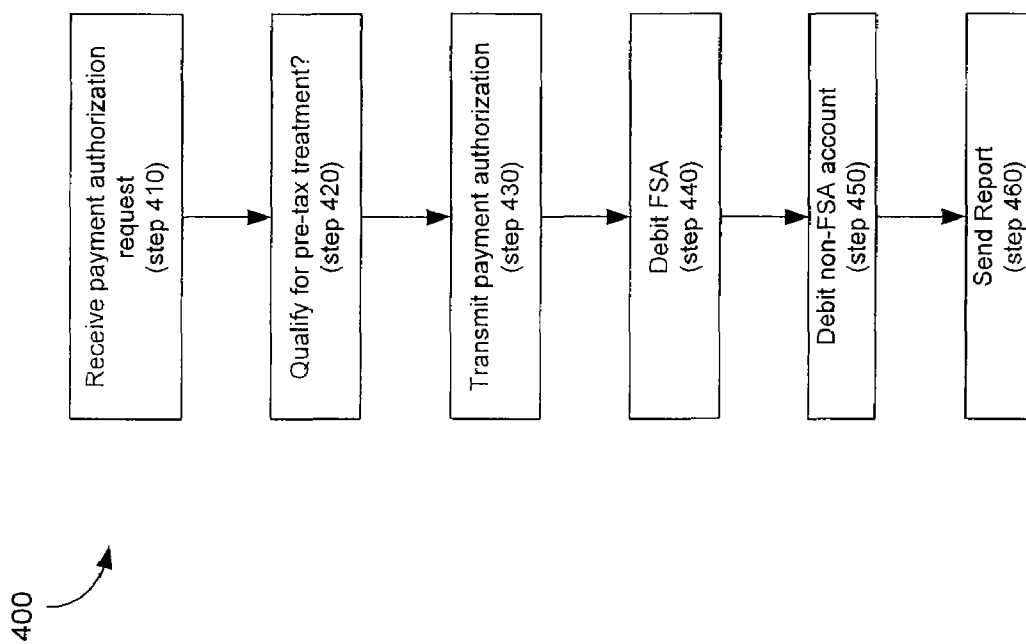 400
Receive payment authorization
request
(step 410)
Qualify for pre-tax treatment?
(step 420)
Transmit payment authorization
(step 430)
Debit FSA
(step 440)
Debit non-FSA account
(step 450)
Send Report
(step 460)